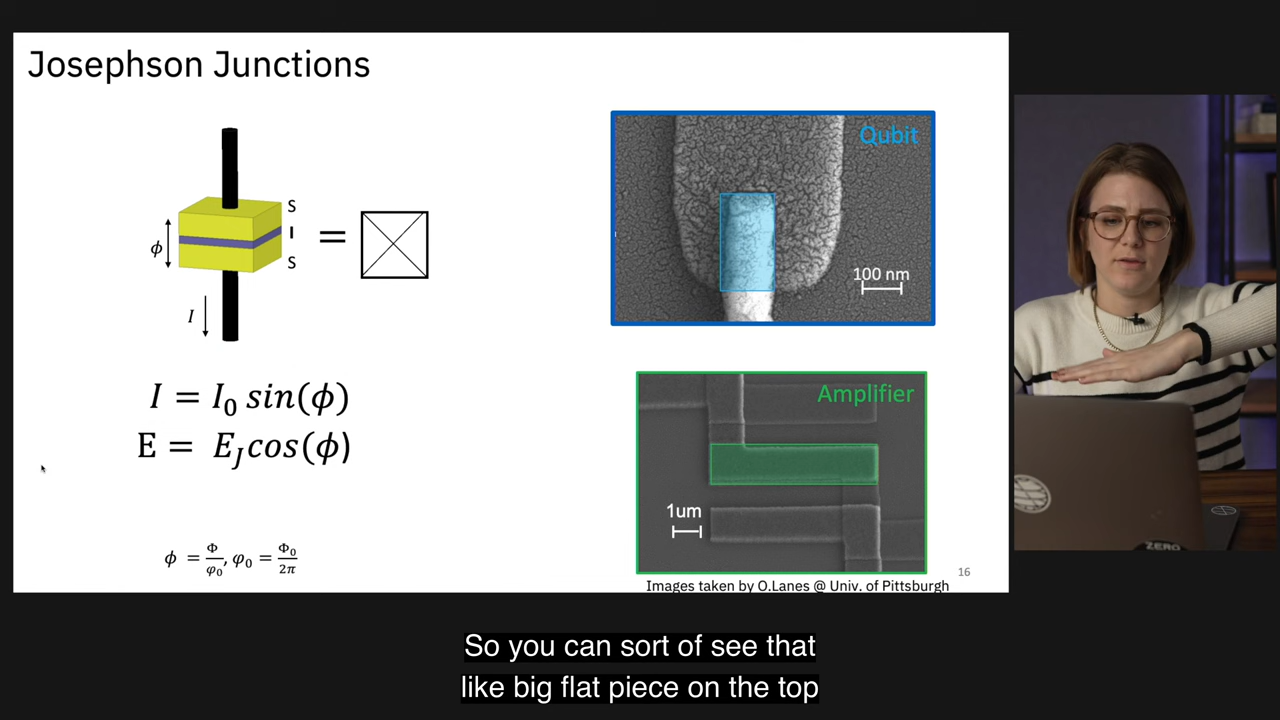 Josephson Junctions
S
I
S
ϕ
=
I
I = I₀ sin(ϕ)
E = E_J cos(ϕ)
ϕ = Φ/φ₀, φ₀ = Φ₀/2π
Qubit
100 nm
Amplifier
1um
16
Images taken by O.Lanes @ Univ. of Pittsburgh
ZERO
So you can sort of see that
like big flat piece on the top